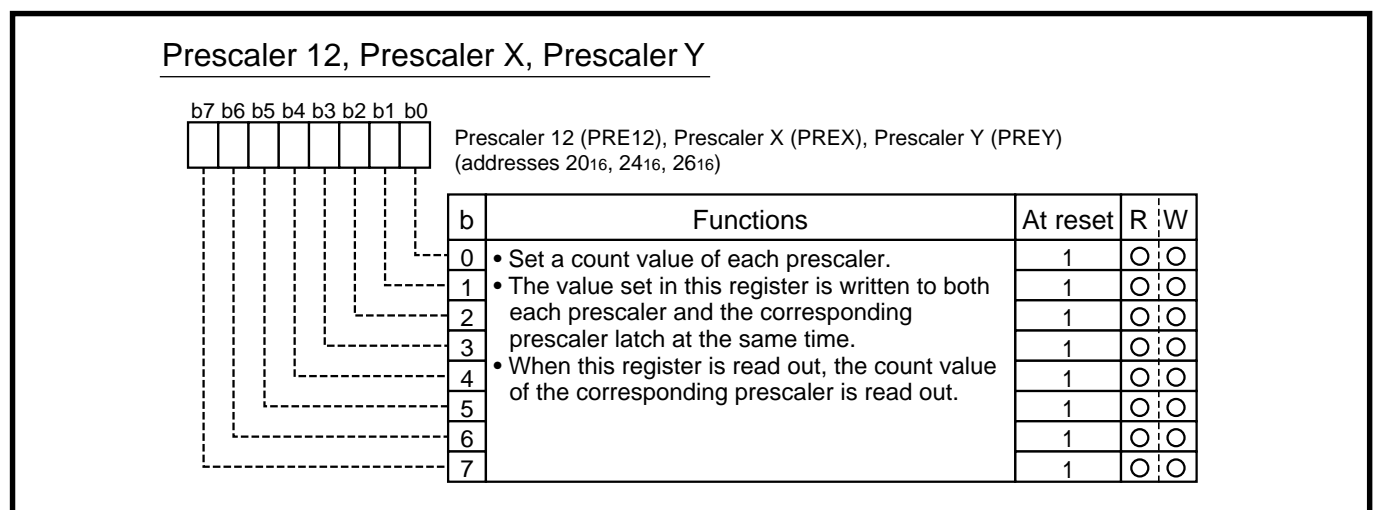 Prescaler 12, Prescaler X, Prescaler Y
b7 b6 b5 b4 b3 b2 b1 b0
Prescaler 12 (PRE12), Prescaler X (PREX), Prescaler Y (PREY)
(addresses 2016, 2416, 2616)
b Functions At reset R W
0 • Set a count value of each prescaler. 1 O O
1 • The value set in this register is written to both 1 O O
2 each prescaler and the corresponding 1 O O
3 prescaler latch at the same time. 1 O O
4 • When this register is read out, the count value 1 O O
5 of the corresponding prescaler is read out. 1 O O
6 1 O O
7 1 O O